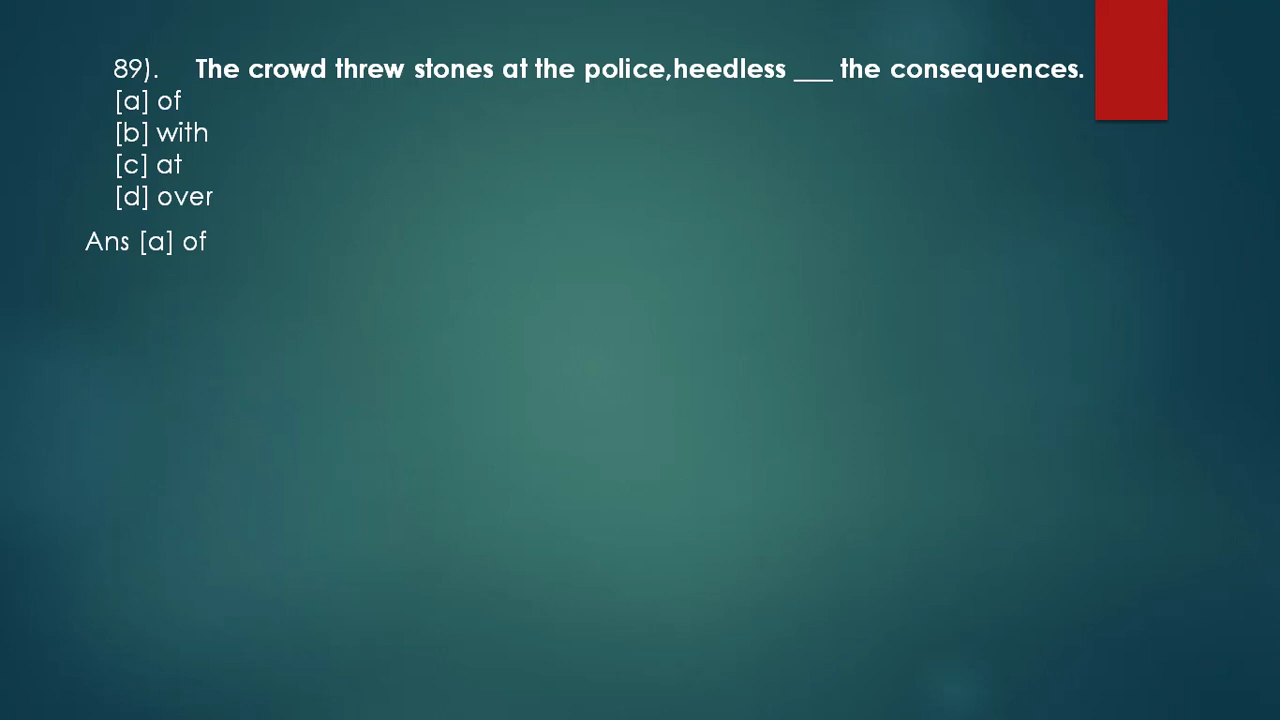 89). The crowd threw stones at the police,heedless ___ the consequences.
[a] of
[b] with
[c] at
[d] over
Ans [a] of